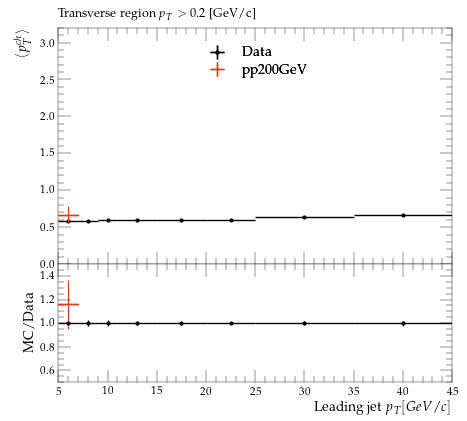 Transverse region p_T > 0.2 [GeV/c]
⟨p_T^ch⟩
3.0
2.5
2.0
1.5
1.0
0.5
0.0
Data
pp200GeV
MC/Data
1.4
1.2
1.0
0.8
0.6
5 10 15 20 25 30 35 40 45
Leading jet p_T[GeV/c]